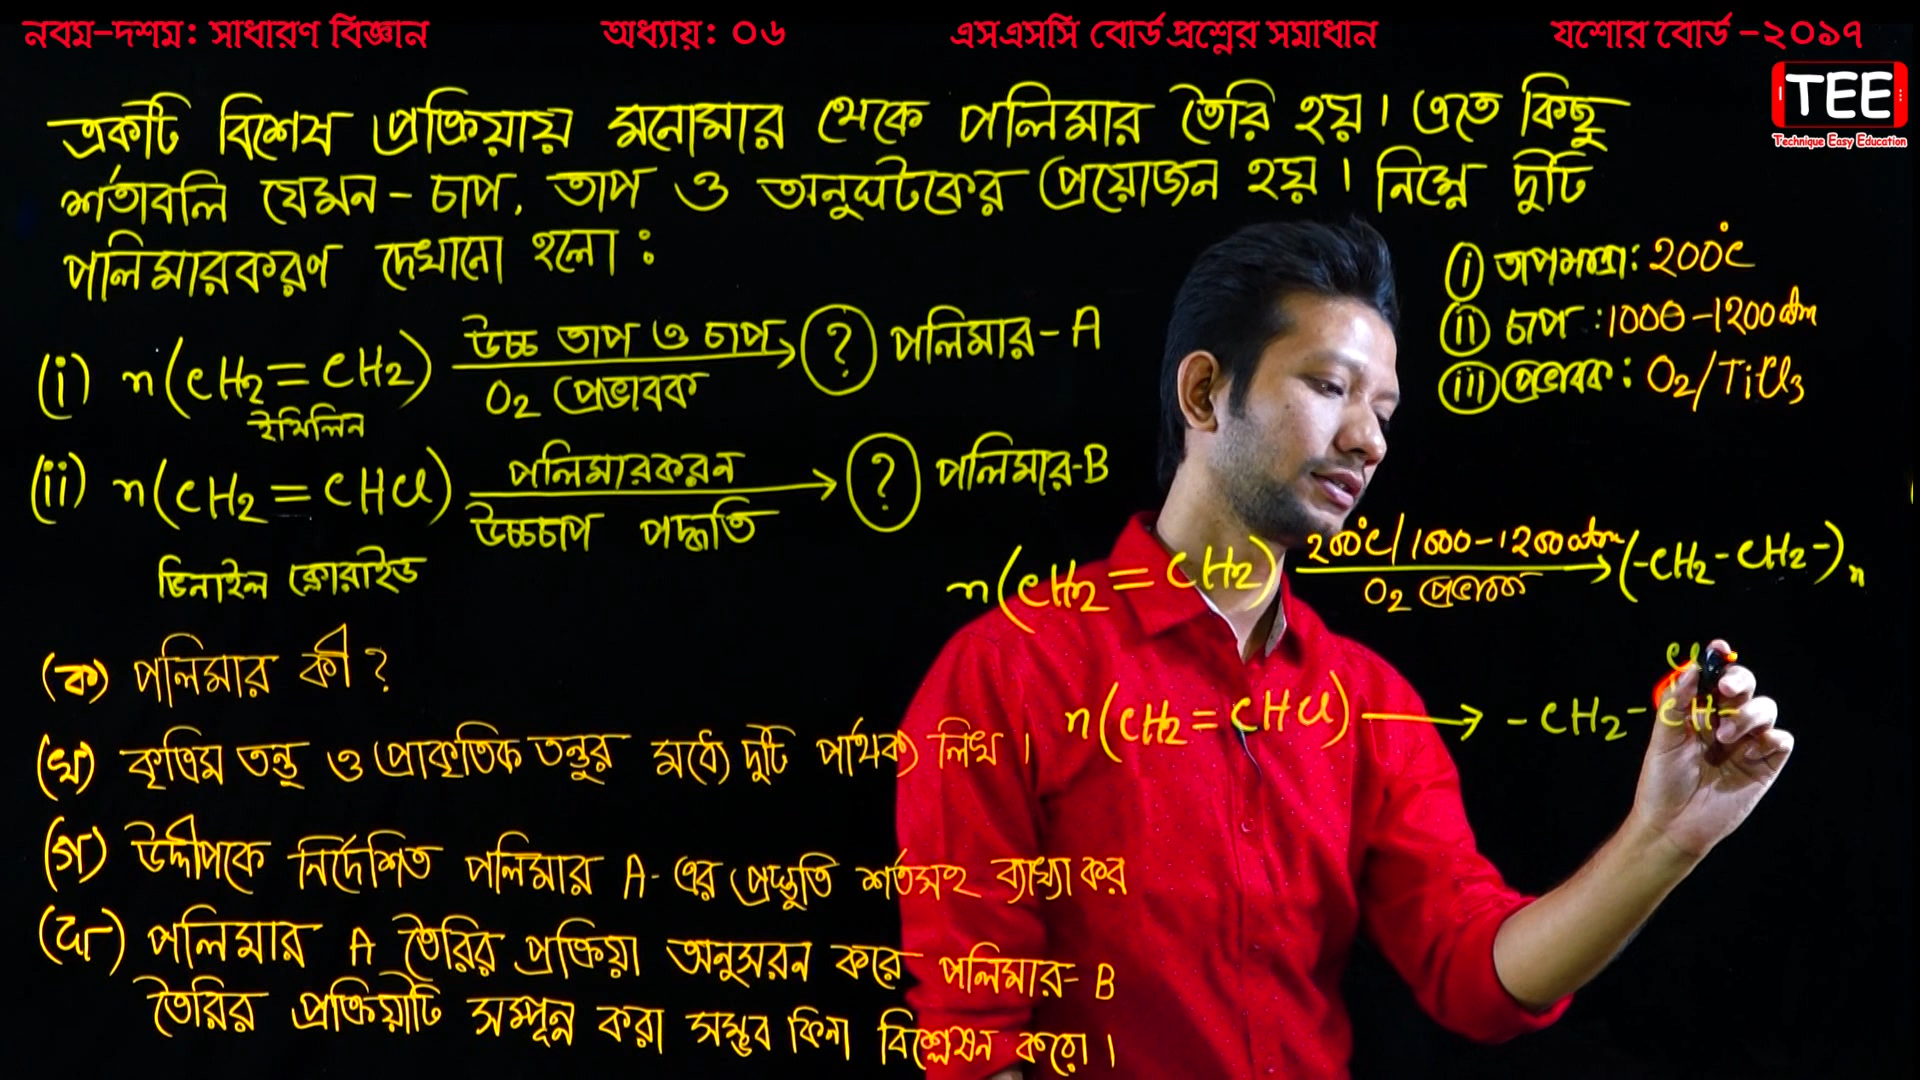 নবম-দশম: সাধারণ বিজ্ঞান অধ্যায়: ০৬ এসএসসি বোর্ড প্রশ্নের সমাধান যশোর বোর্ড -২০১৭
TEE
Technique Easy Education
একটি বিশেষ প্রক্রিয়ায় মনোমার থেকে পলিমার তৈরি হয়। এতে কিছু
শর্তাবলি যেমন - চাপ, তাপ ও অনুঘটকের প্রয়োজন হয়। নিম্নে দুটি
পলিমারকরণ দেখানো হলো :
(i) n(CH2=CH2) উচ্চ তাপ ও চাপ O2 প্রভাবক → ? পলিমার - A
ইথিলিন
(ii) n(CH2=CHCl) পলিমারকরন উচ্চচাপ পদ্ধতি → ? পলিমার-B
ভিনাইল ক্লোরাইড
(ক) পলিমার কী ?
(খ) কৃত্রিম তন্তু ও প্রাকৃতিক তন্তুর মধ্যে দুটি পার্থক্য লিখ।
(গ) উদ্দীপকে নির্দেশিত পলিমার A- এর প্রস্তুতি শর্তসহ ব্যাখ্যা কর
(ঘ) পলিমার A তৈরির প্রক্রিয়া অনুসরন করে পলিমার- B
তৈরির প্রক্রিয়াটি সম্পূন্ন করা সম্ভব কিনা বিশ্লেষন করো।
(i) তাপমাত্রা: 200°C
(ii) চাপ : 1000-1200 atm
(iii) প্রভাবক : O2/TiCl3
n(CH2=CH2) 200°C/1000-1200 atm O2 প্রভাবক → (-CH2-CH2-)n
n(CH2=CHCl) → -CH2-CH-